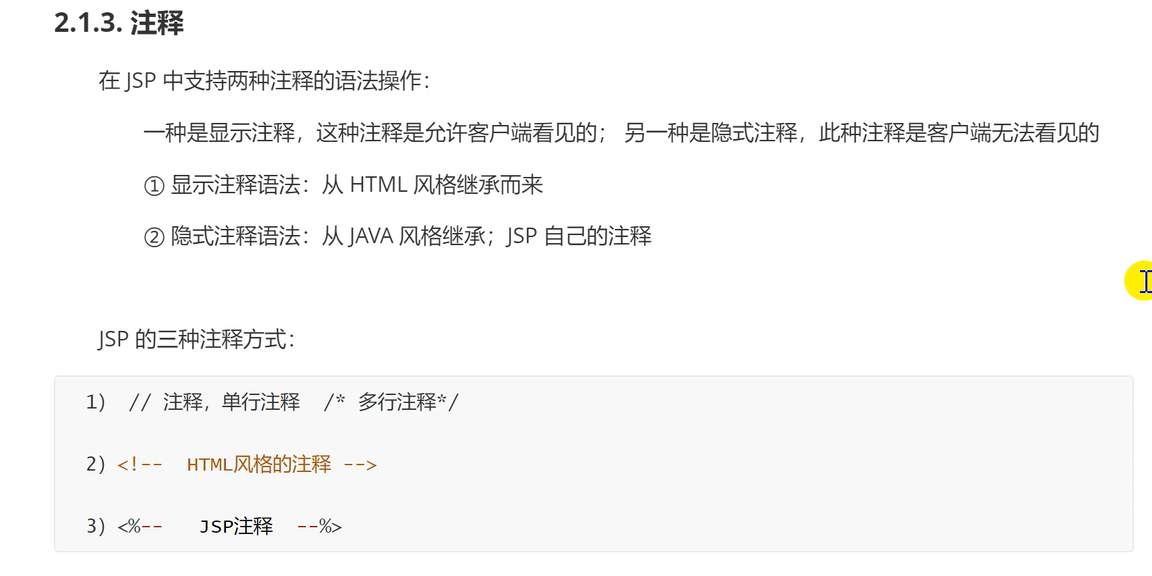 2.1.3. 注释
在 JSP 中支持两种注释的语法操作：
一种是显示注释，这种注释是允许客户端看见的； 另一种是隐式注释，此种注释是客户端无法看见的
① 显示注释语法：从 HTML 风格继承而来
② 隐式注释语法：从 JAVA 风格继承；JSP 自己的注释
JSP 的三种注释方式：
1)  // 注释，单行注释  /* 多行注释*/
2) <!--  HTML风格的注释 -->
3) <%--   JSP注释  --%>